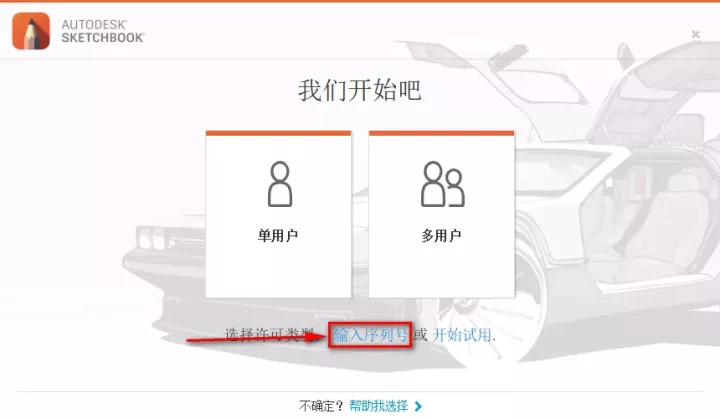 AUTODESK®
SKETCHBOOK®
我们开始吧
单用户
多用户
选择许可类型, 输入序列号 或 开始试用.
不确定？帮助我选择